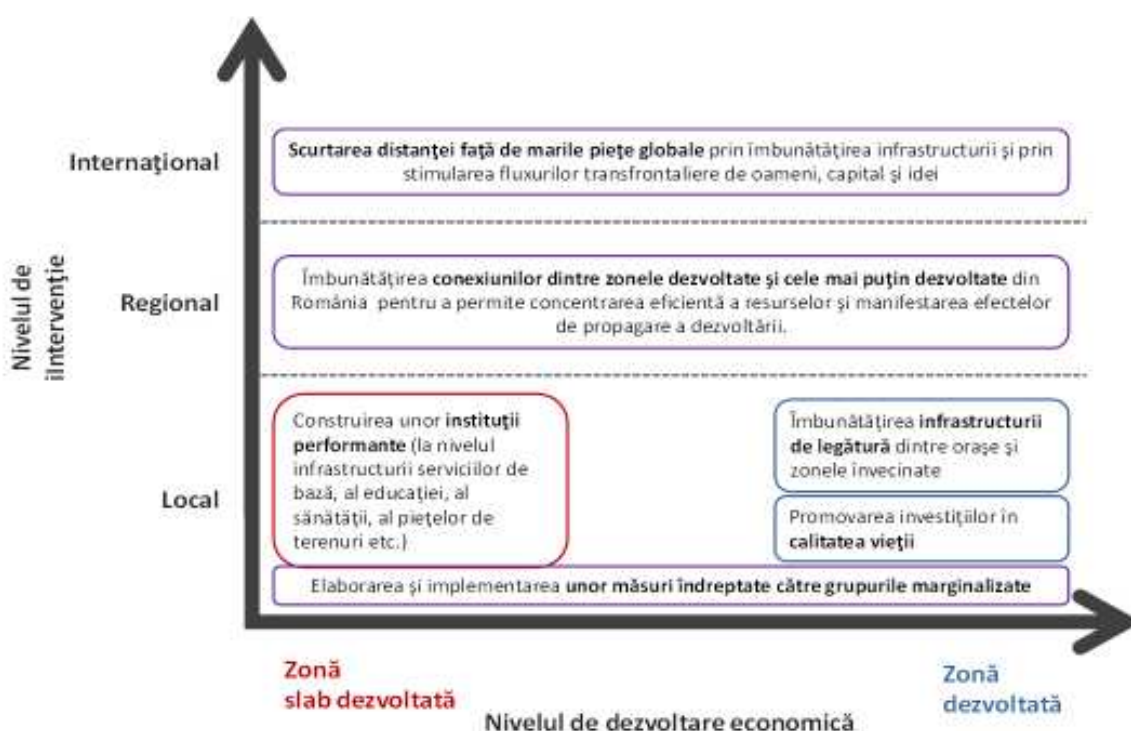 Internaţional
Scurtarea distanţei faţă de marile pieţe globale prin îmbunătăţirea infrastructurii şi prin
stimularea fluxurilor transfrontaliere de oameni, capital şi idei
Nivelul de
iIntervenţie
Regional
Îmbunătăţirea conexiunilor dintre zonele dezvoltate şi cele mai puţin dezvoltate din
România pentru a permite concentrarea eficientă a resurselor şi manifestarea efectelor
de propagare a dezvoltării.
Local
Construirea unor instituţii
performante (la nivelul
infrastructurii serviciilor de
bază, al educaţiei, al
sănătăţii, al pieţelor de
terenuri etc.)
Îmbunătăţirea infrastructurii
de legătură dintre oraşe şi
zonele învecinate
Promovarea investiţiilor în
calitatea vieţii
Elaborarea şi implementarea unor măsuri îndreptate către grupurile marginalizate
Zonă
slab dezvoltată
Zonă
dezvoltată
Nivelul de dezvoltare economică